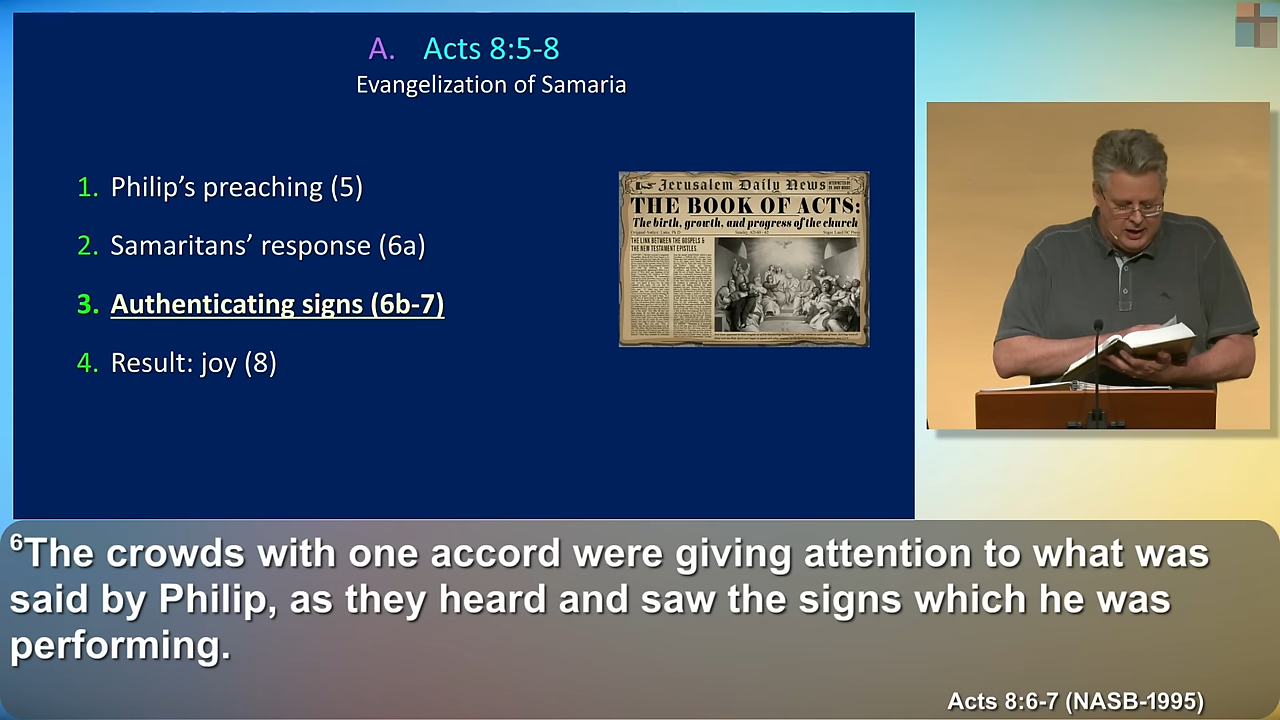 A. Acts 8:5-8
Evangelization of Samaria
1. Philip’s preaching (5)
2. Samaritans’ response (6a)
3. Authenticating signs (6b-7)
4. Result: joy (8)
Jerusalem Daily News
THE BOOK OF ACTS:
The birth, growth, and progress of the church
THE LINK BETWEEN THE GOSPELS &
THE NEW TESTAMENT EPISTLES
6The crowds with one accord were giving attention to what was
said by Philip, as they heard and saw the signs which he was
performing.
Acts 8:6-7 (NASB-1995)